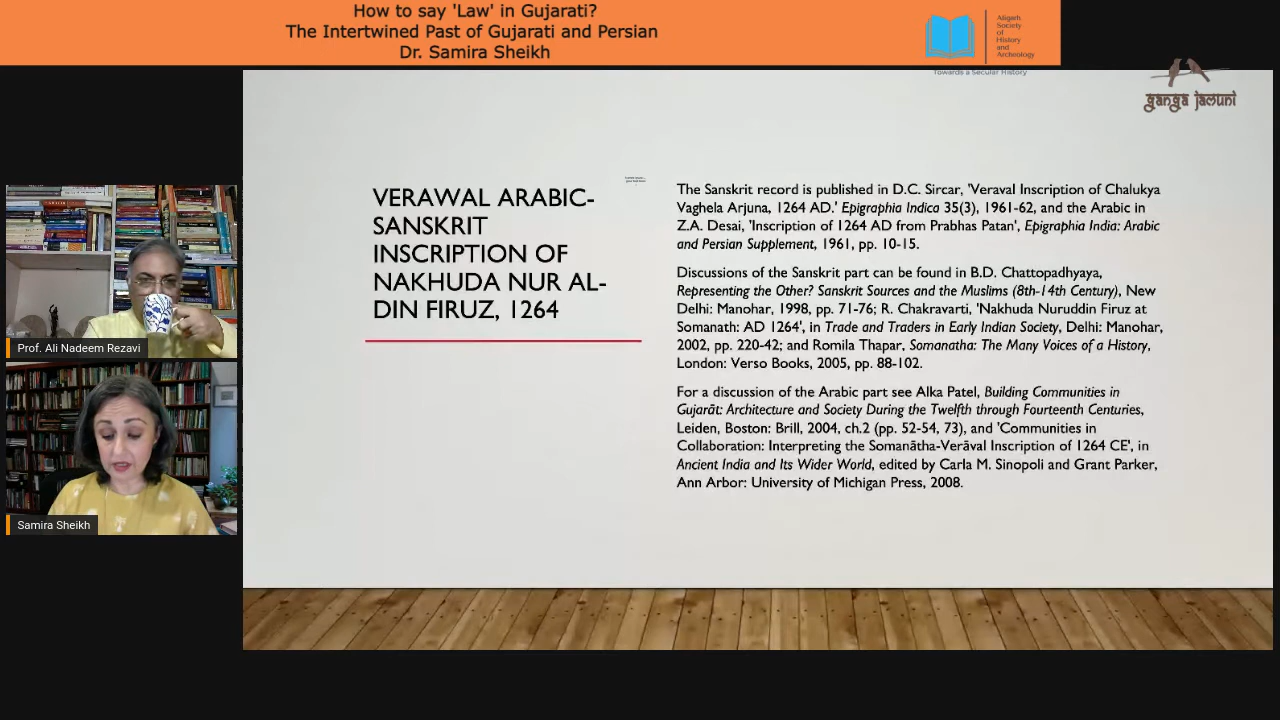 How to say 'Law' in Gujarati?
The Intertwined Past of Gujarati and Persian
Dr. Samira Sheikh
Aligarh
Society
of
History
and
Archeology
Towards a Secular History
ganga jamuni
VERAWAL ARABIC-
SANSKRIT
INSCRIPTION OF
NAKHUDA NUR AL-
DIN FIRUZ, 1264
The Sanskrit record is published in D.C. Sircar, 'Veraval Inscription of Chalukya
Vaghela Arjuna, 1264 AD.' Epigraphia Indica 35(3), 1961-62, and the Arabic in
Z.A. Desai, 'Inscription of 1264 AD from Prabhas Patan', Epigraphia India: Arabic
and Persian Supplement, 1961, pp. 10-15.
Discussions of the Sanskrit part can be found in B.D. Chattopadhyaya,
Representing the Other? Sanskrit Sources and the Muslims (8th-14th Century), New
Delhi: Manohar, 1998, pp. 71-76; R. Chakravarti, 'Nakhuda Nuruddin Firuz at
Somanath: AD 1264', in Trade and Traders in Early Indian Society, Delhi: Manohar,
2002, pp. 220-42; and Romila Thapar, Somanatha: The Many Voices of a History,
London: Verso Books, 2005, pp. 88-102.
For a discussion of the Arabic part see Alka Patel, Building Communities in
Gujarāt: Architecture and Society During the Twelfth through Fourteenth Centuries,
Leiden, Boston: Brill, 2004, ch.2 (pp. 52-54, 73), and 'Communities in
Collaboration: Interpreting the Somanātha-Verāval Inscription of 1264 CE', in
Ancient India and Its Wider World, edited by Carla M. Sinopoli and Grant Parker,
Ann Arbor: University of Michigan Press, 2008.
Prof. Ali Nadeem Rezavi
Samira Sheikh